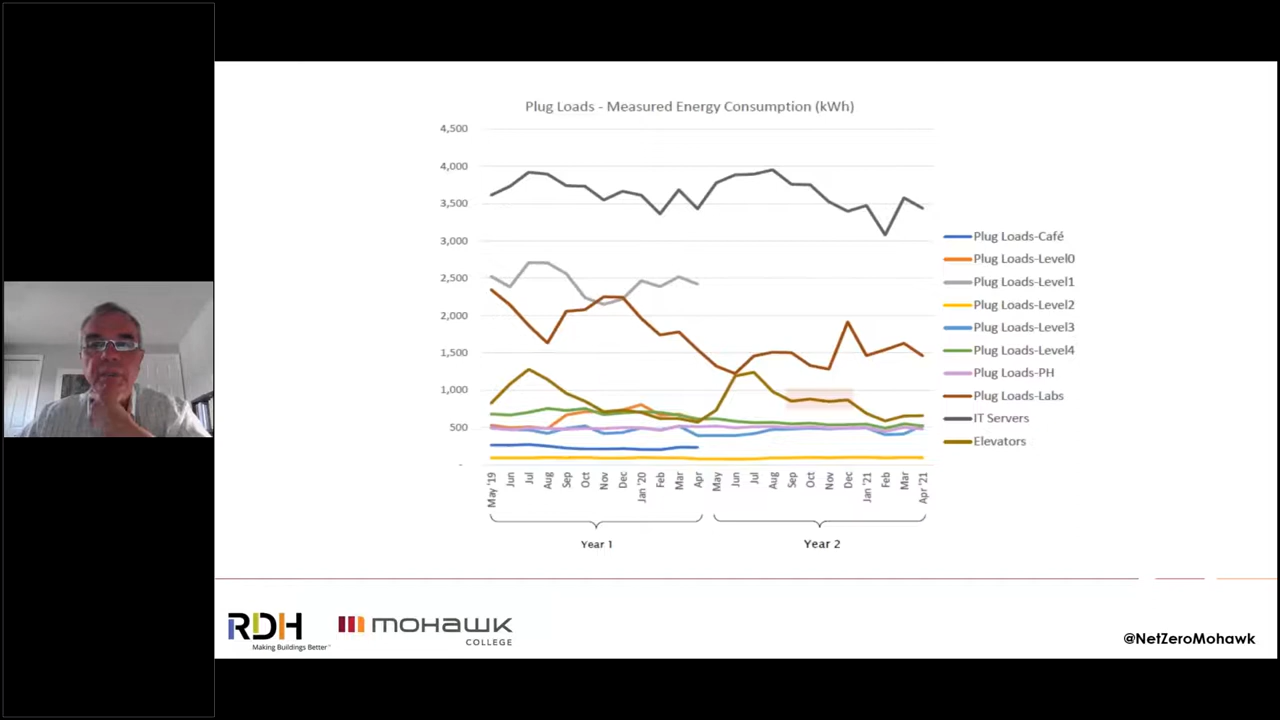 Plug Loads - Measured Energy Consumption (kWh)
4,500
4,000
3,500
3,000
2,500
2,000
1,500
1,000
500
-
May '19
Jun
Jul
Aug
Sep
Oct
Nov
Dec
Jan '20
Feb
Mar
Apr
May
Jun
Jul
Aug
Sep
Oct
Nov
Dec
Jan '21
Feb
Mar
Apr '21
Year 1
Year 2
Plug Loads-Café
Plug Loads-Level0
Plug Loads-Level1
Plug Loads-Level2
Plug Loads-Level3
Plug Loads-Level4
Plug Loads-PH
Plug Loads-Labs
IT Servers
Elevators
RDH
Making Buildings Better™
mohawk
COLLEGE
@NetZeroMohawk